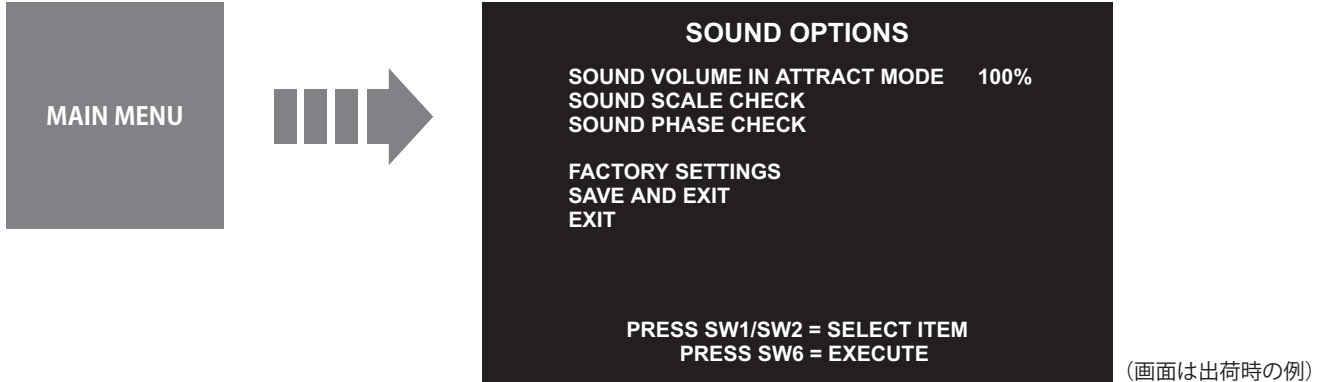 MAIN MENU
SOUND OPTIONS
SOUND VOLUME IN ATTRACT MODE 100%
SOUND SCALE CHECK
SOUND PHASE CHECK
FACTORY SETTINGS
SAVE AND EXIT
EXIT
PRESS SW1/SW2 = SELECT ITEM
PRESS SW6 = EXECUTE
（画面は出荷時の例）